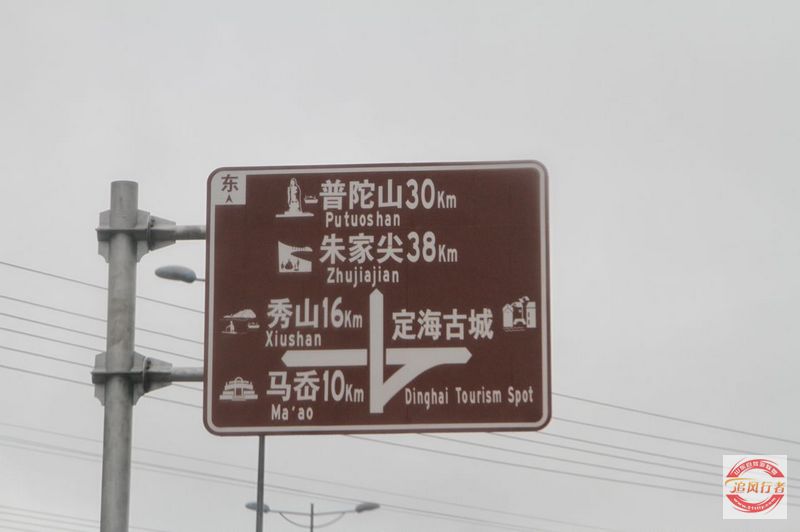 东
普陀山30Km
Putuoshan
朱家尖38Km
Zhujiajian
秀山16Km
Xiushan
定海古城
马岙10Km
Ma'ao
Dinghai Tourism Spot
追风行者